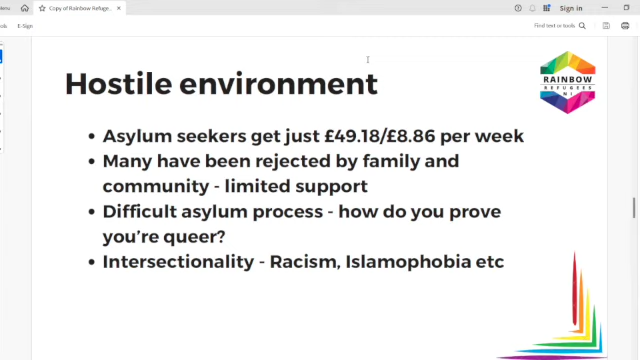 Menu
Copy of Rainbow Refuge...
Sign in
ols
E-Sign
Find text or tools
Hostile environment
RAINBOW
REFUGEES
NI
• Asylum seekers get just £49.18/£8.86 per week
• Many have been rejected by family and
community - limited support
• Difficult asylum process - how do you prove
you're queer?
• Intersectionality - Racism, Islamophobia etc